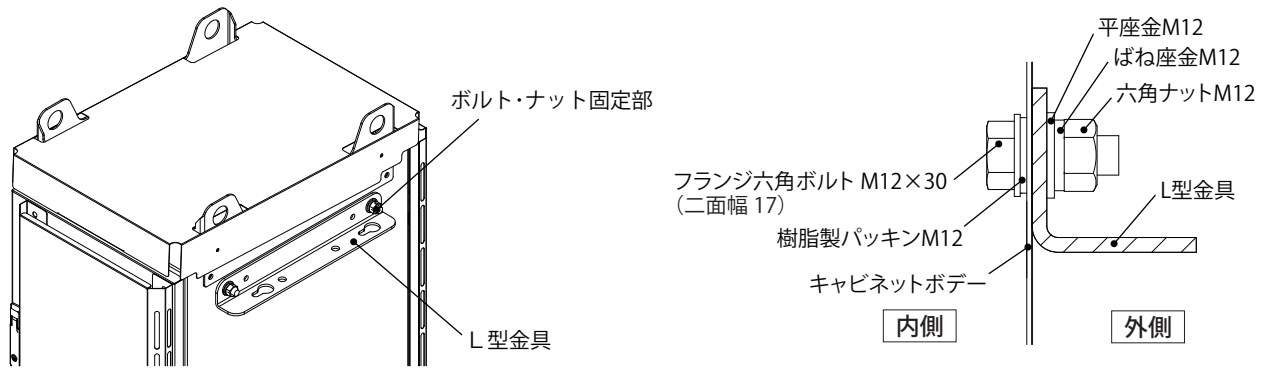 ボルト・ナット固定部
L型金具
平座金M12
ばね座金M12
六角ナットM12
フランジ六角ボルト M12×30
（二面幅 17）
樹脂製パッキンM12
キャビネットボデー
L型金具
内側
外側